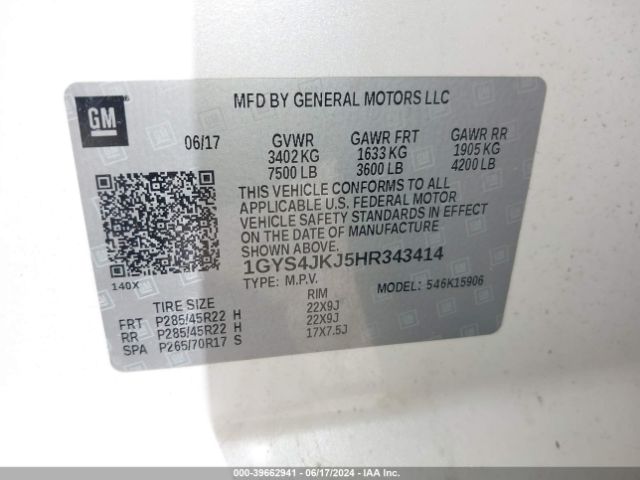 GM
MFD BY GENERAL MOTORS LLC
06/17 GVWR GAWR FRT GAWR RR
3402 KG 1633 KG 1905 KG
7500 LB 3600 LB 4200 LB
THIS VEHICLE CONFORMS TO ALL
APPLICABLE U.S. FEDERAL MOTOR
VEHICLE SAFETY STANDARDS IN EFFECT
ON THE DATE OF MANUFACTURE
SHOWN ABOVE.
1GYS4JKJ5HR343414
140X TYPE: M.P.V. MODEL: 546K15906
TIRE SIZE RIM
FRT P285/45R22 H 22X9J
RR P285/45R22 H 22X9J
SPA P265/70R17 S 17X7.5J
000-39662941 - 06/17/2024 - IAAI.COM